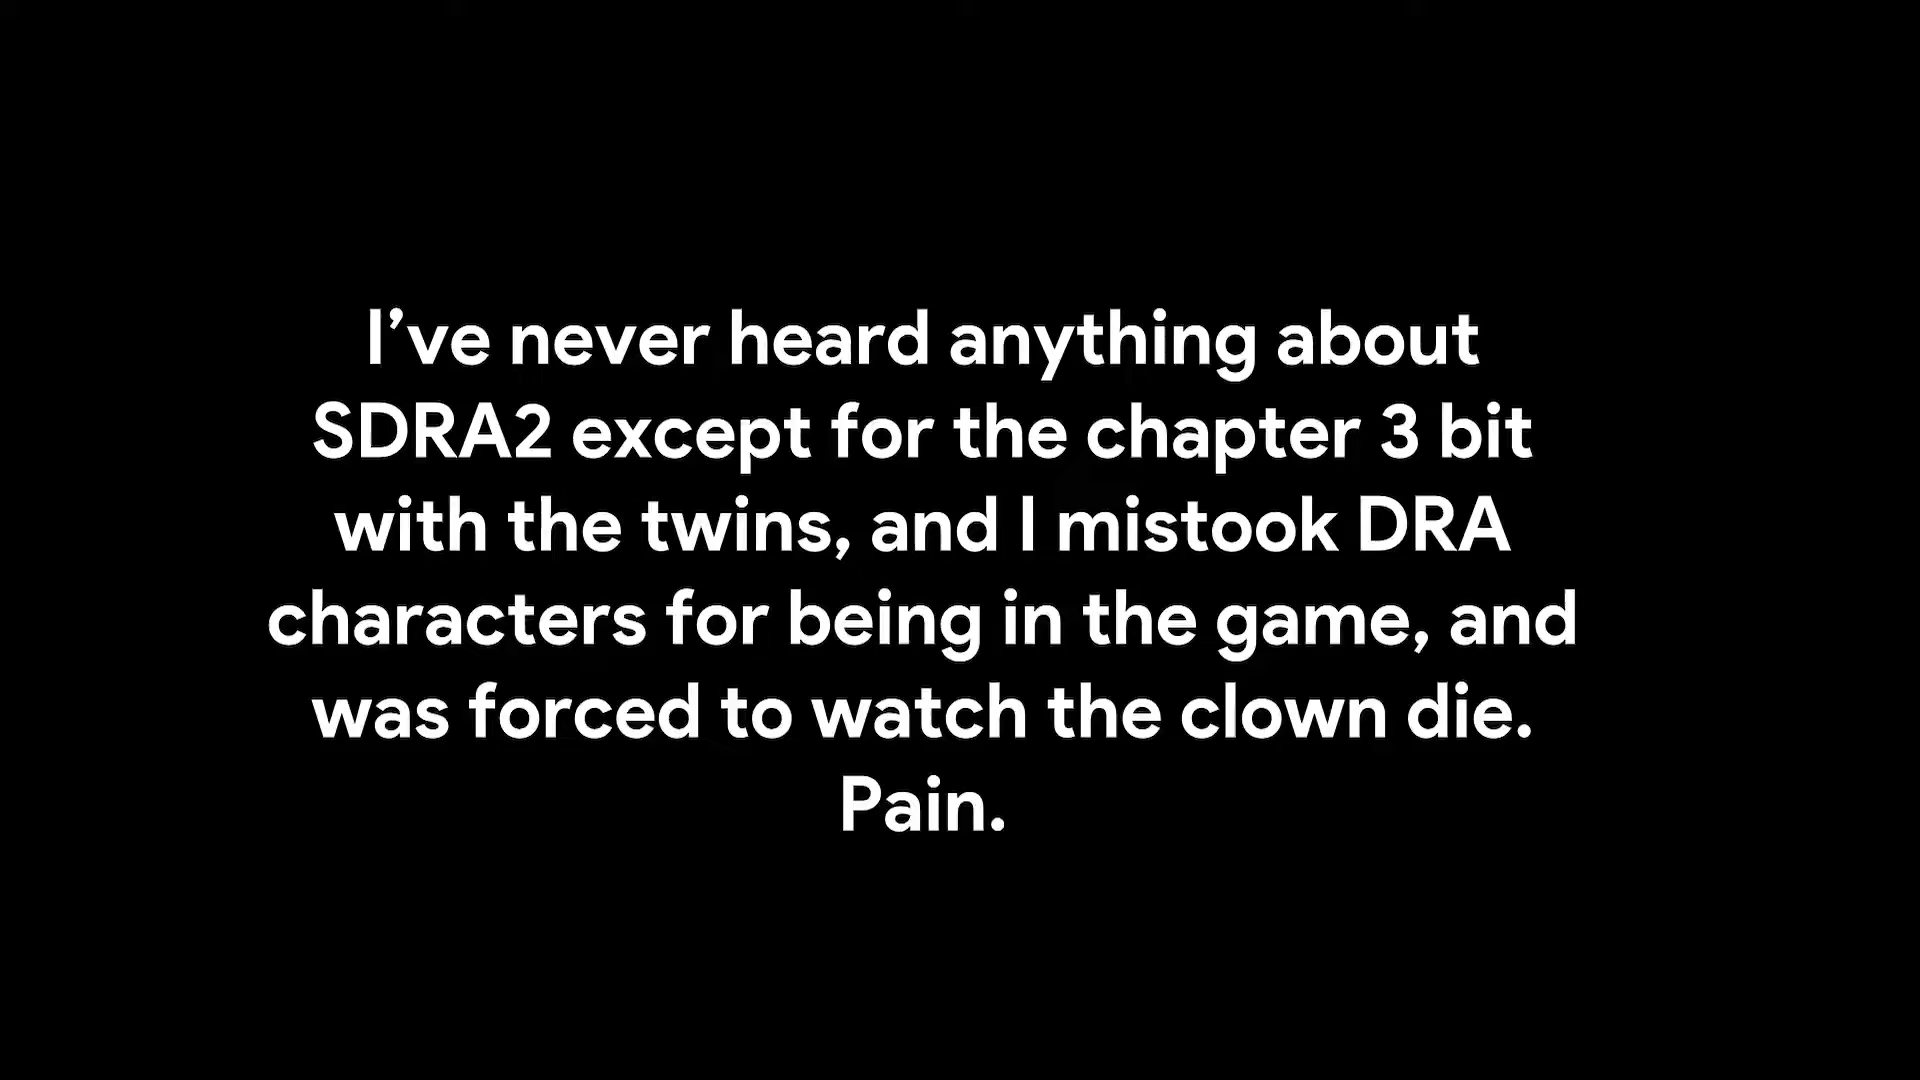 I’ve never heard anything about
SDRA2 except for the chapter 3 bit
with the twins, and I mistook DRA
characters for being in the game, and
was forced to watch the clown die.
Pain.